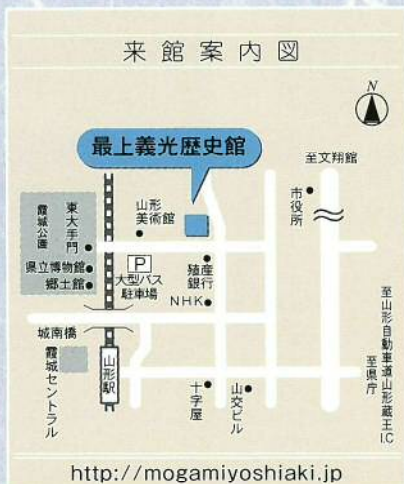 来館案内図
N
最上義光歴史館
至文翔館
市役所
山形
美術館
霞城公園
東大手門
県立博物館
郷土館
P
大型バス
駐車場
殖産
銀行
NHK
城南橋
霞城セントラル
山形駅
十字屋
山交ビル
至県庁
至山形自動車道山形蔵王I.C
http://mogamiyoshiaki.jp